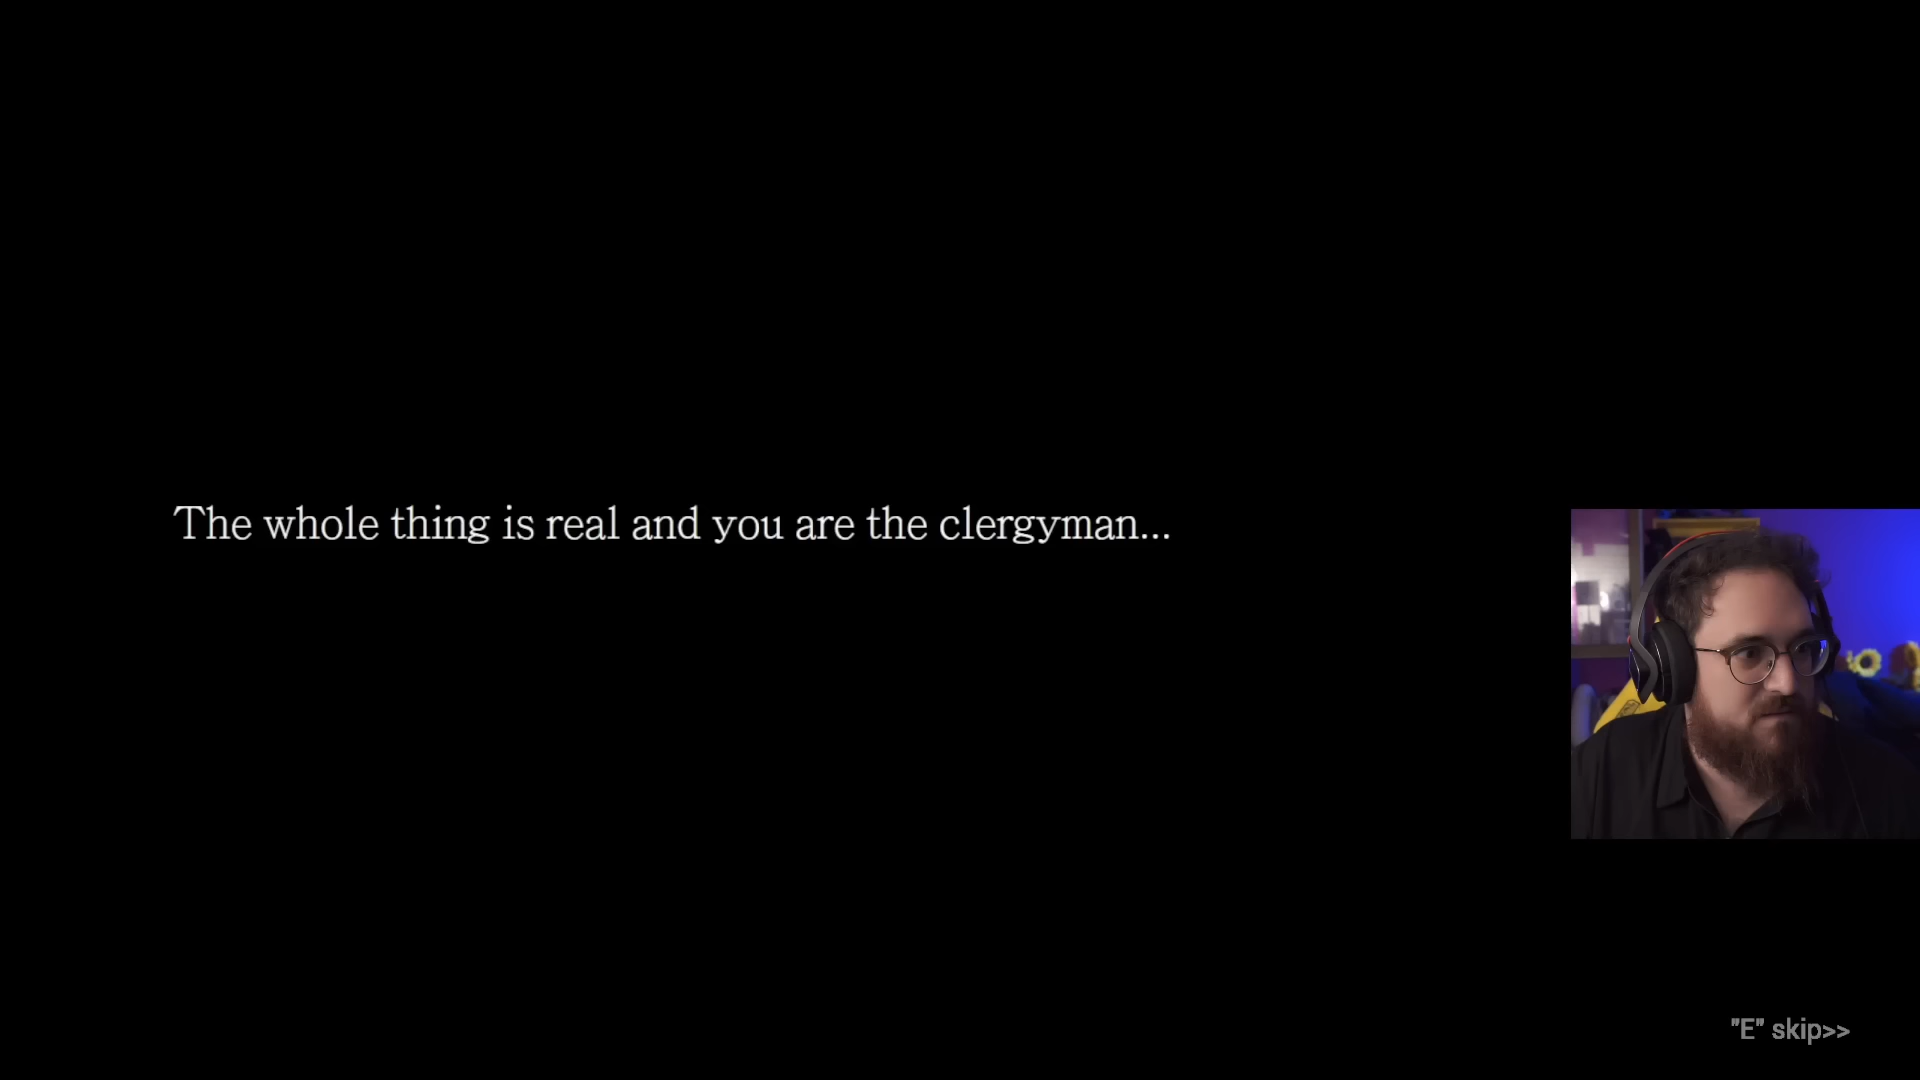 The whole thing is real and you are the clergyman...
"E" skip>>